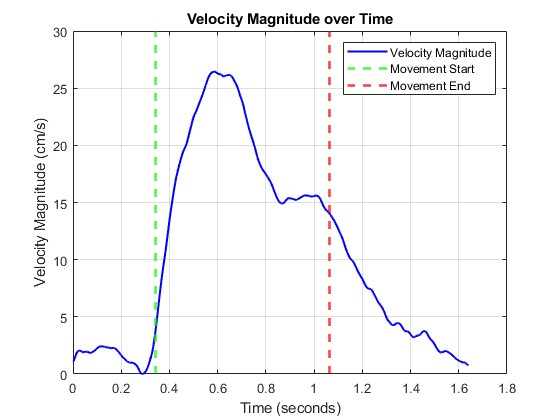 Velocity Magnitude over Time
Velocity Magnitude
Movement Start
Movement End
Velocity Magnitude (cm/s)
30
25
20
15
10
5
0
0 0.2 0.4 0.6 0.8 1 1.2 1.4 1.6 1.8
Time (seconds)